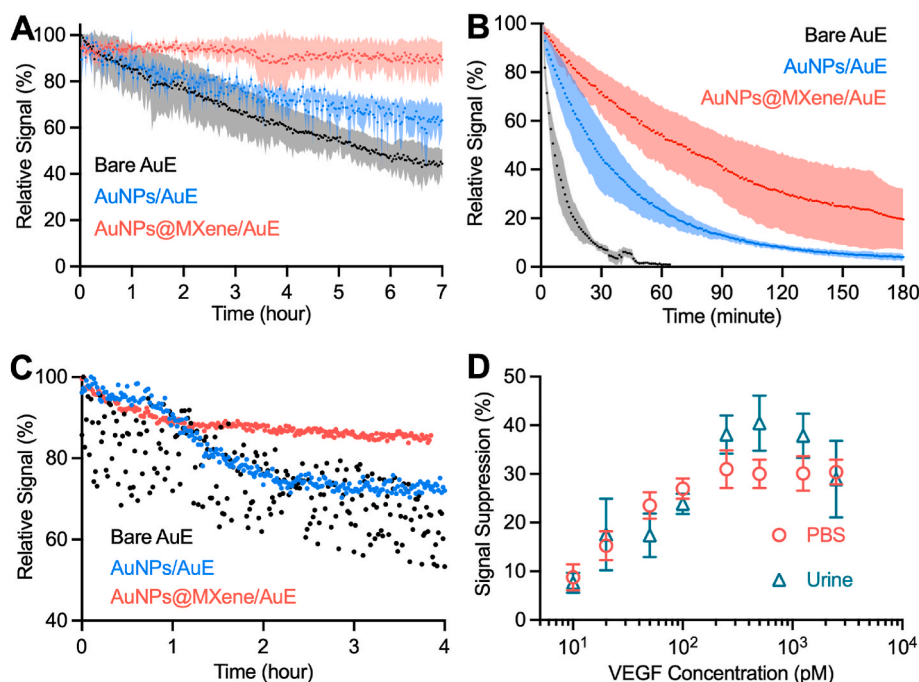 A
100
80
60
40
20
0
Relative Signal (%)
Bare AuE
AuNPs/AuE
AuNPs@MXene/AuE
0 1 2 3 4 5 6 7
Time (hour)
B
100
80
60
40
20
0
Relative Signal (%)
Bare AuE
AuNPs/AuE
AuNPs@MXene/AuE
0 30 60 90 120 150 180
Time (minute)
C
100
80
60
40
Relative Signal (%)
Bare AuE
AuNPs/AuE
AuNPs@MXene/AuE
0 1 2 3 4
Time (hour)
D
50
40
30
20
10
0
Signal Suppression (%)
PBS
Urine
10¹ 10² 10³ 10⁴
VEGF Concentration (pM)